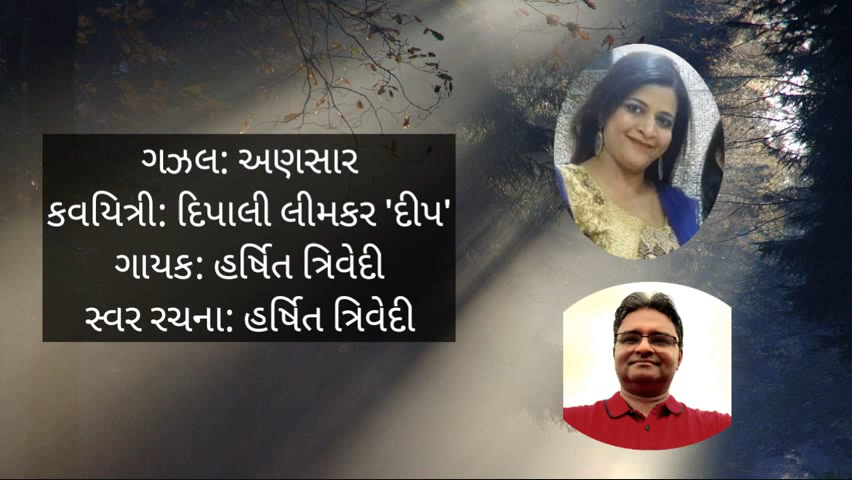 ગઝલ: અણસાર
કવયિત્રી: દિપાલી લીમકર 'દીપ'
ગાયક: હર્ષિત ત્રિવેદી
સ્વર રચના: હર્ષિત ત્રિવેદી